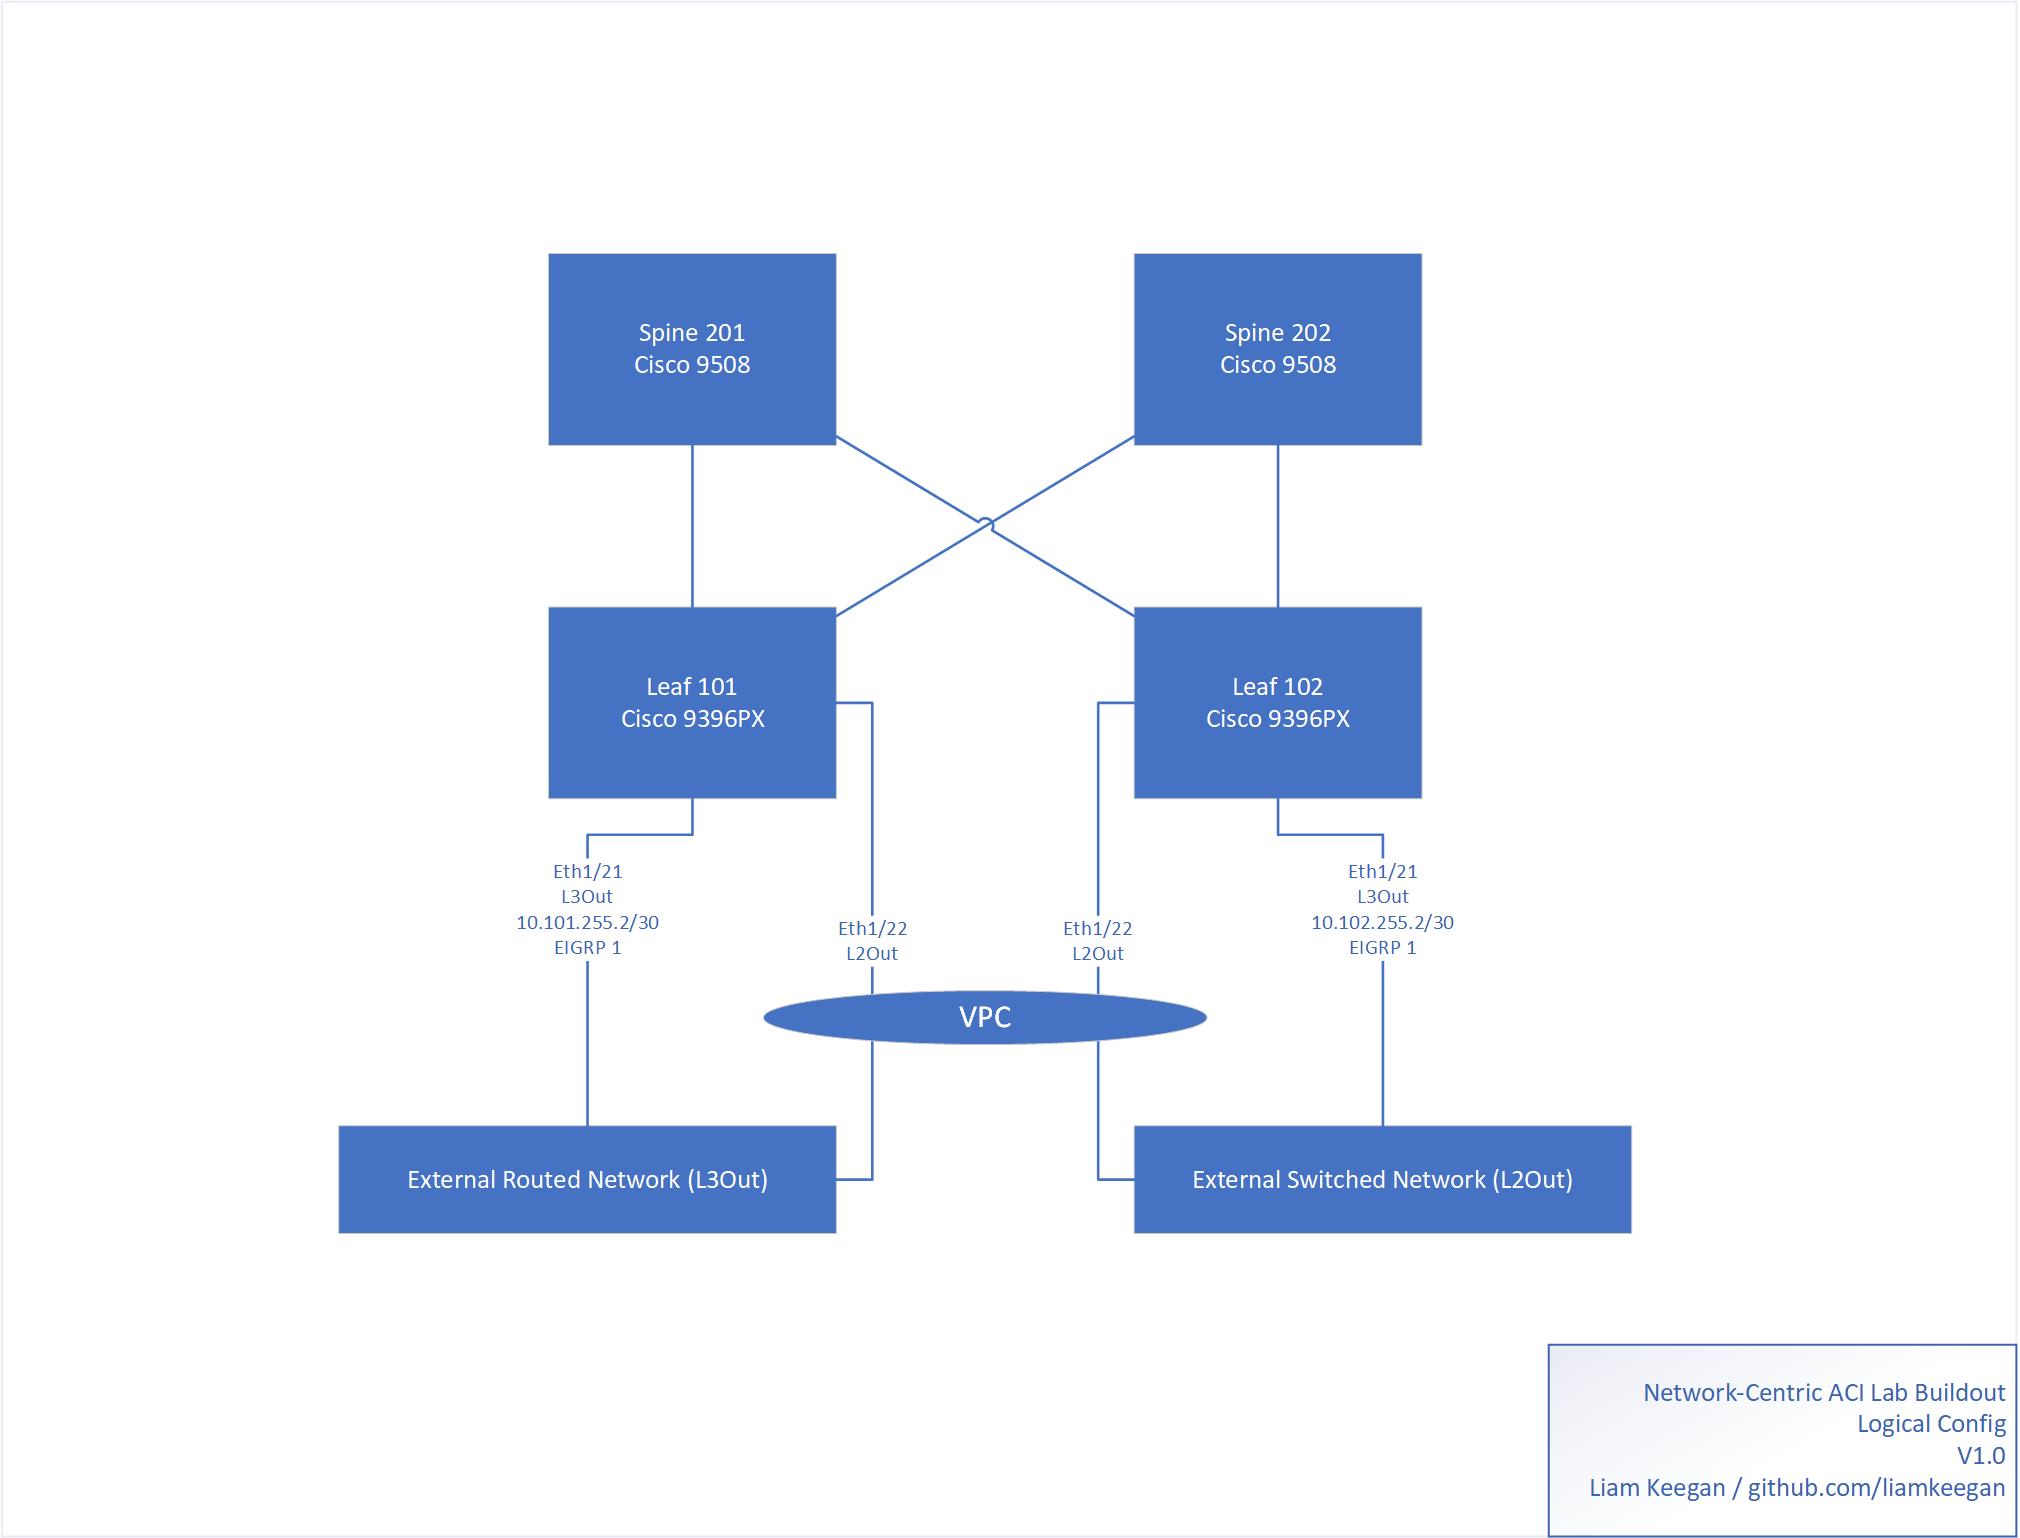 Spine 201
Cisco 9508
Spine 202
Cisco 9508
Leaf 101
Cisco 9396PX
Leaf 102
Cisco 9396PX
Eth1/21
L3Out
10.101.255.2/30
EIGRP 1
Eth1/22
L2Out
Eth1/22
L2Out
Eth1/21
L3Out
10.102.255.2/30
EIGRP 1
VPC
External Routed Network (L3Out)
External Switched Network (L2Out)
Network-Centric ACI Lab Buildout
Logical Config
V1.0
Liam Keegan / github.com/liamkeegan